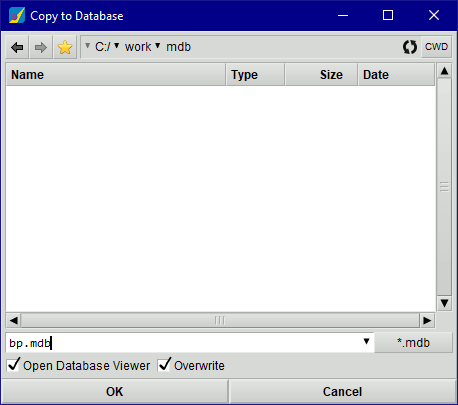 Copy to Database
C:/ work mdb CWD
Name Type Size Date
bp.mdb *.mdb
Open Database Viewer Overwrite
OK Cancel